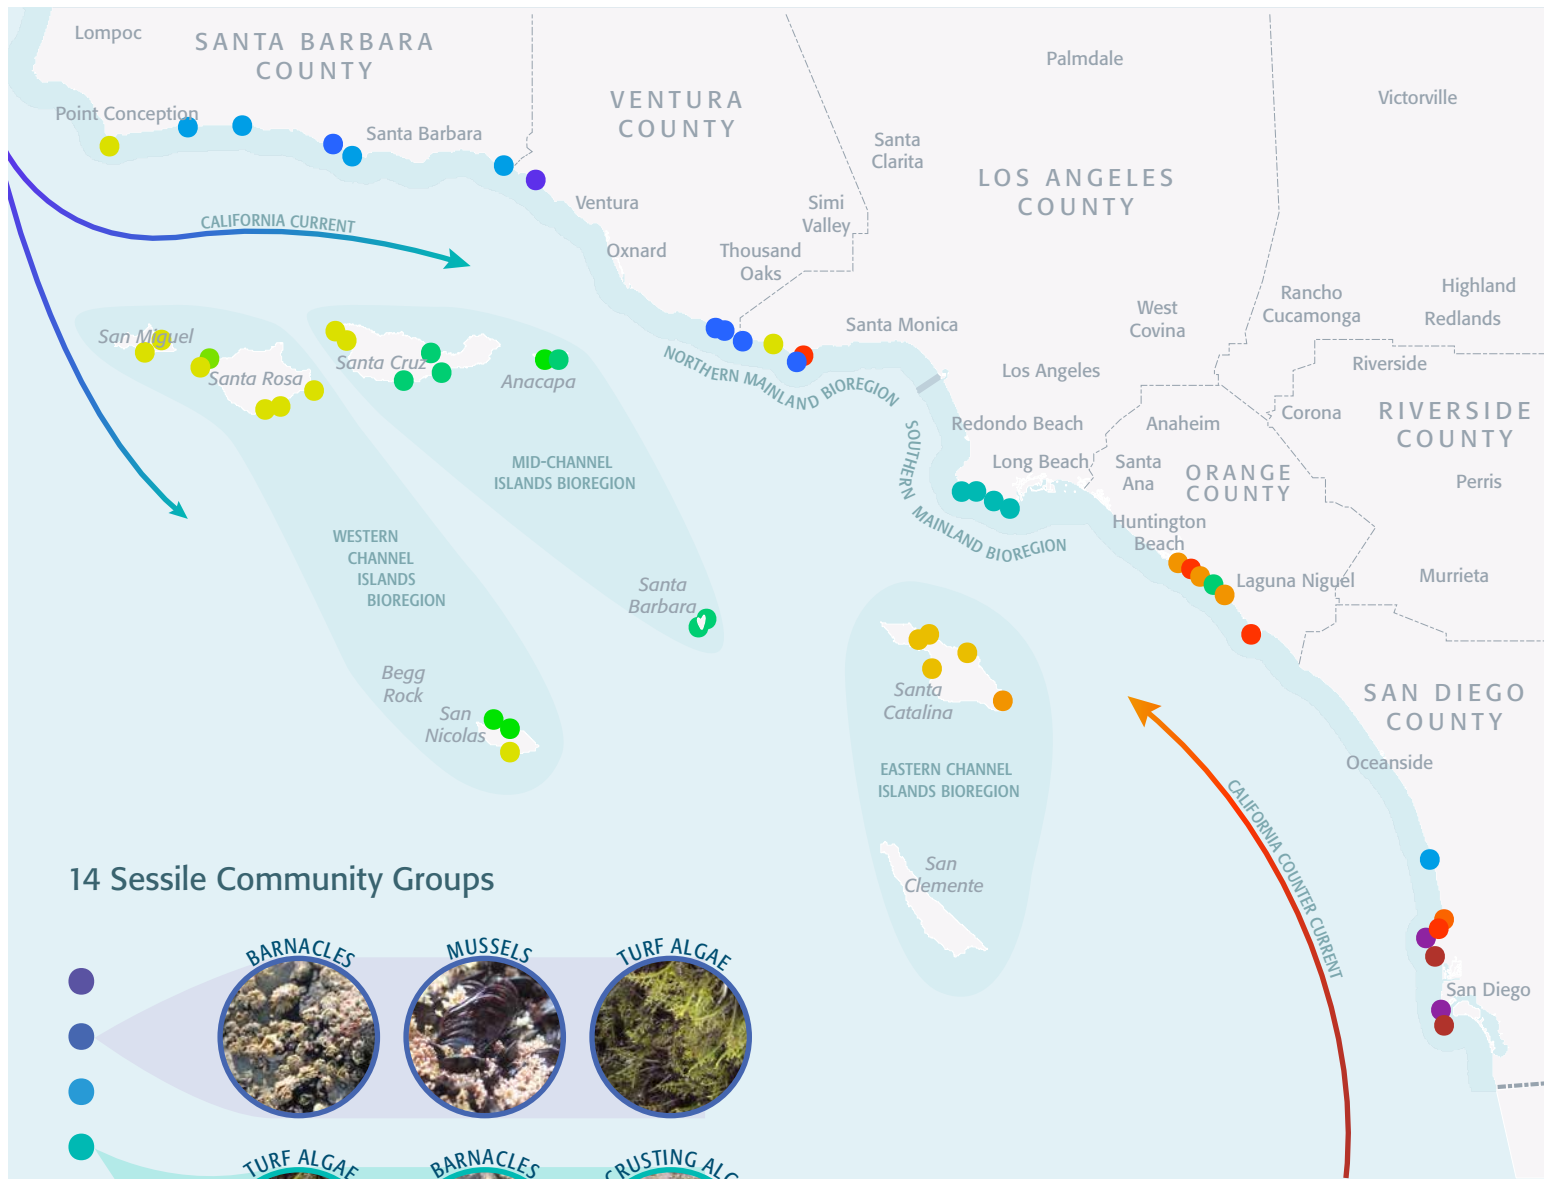 Lompoc
SANTA BARBARA
COUNTY
Point Conception
Santa Barbara
VENTURA
COUNTY
Palmdale
Victorville
Santa
Clarita
LOS ANGELES
COUNTY
Simi
Valley
Ventura
Oxnard
Thousand
Oaks
CALIFORNIA CURRENT
Highland
Rancho
Cucamonga
Redlands
West
Covina
Santa Monica
Riverside
Los Angeles
San Miguel
Santa Rosa
Santa Cruz
Anacapa
NORTHERN MAINLAND BIOREGION
Corona
RIVERSIDE
COUNTY
Redondo Beach
Anaheim
Long Beach
Santa
Ana
ORANGE
COUNTY
Perris
MID-CHANNEL
ISLANDS BIOREGION
SOUTHERN MAINLAND BIOREGION
Huntington
Beach
WESTERN
CHANNEL
ISLANDS
BIOREGION
Laguna Niguel
Murrieta
Santa
Barbara
Begg
Rock
San
Nicolas
Santa
Catalina
SAN DIEGO
COUNTY
Oceanside
EASTERN CHANNEL
ISLANDS BIOREGION
CALIFORNIA COUNTER CURRENT
San
Clemente
San Diego
14 Sessile Community Groups
BARNACLES
MUSSELS
TURF ALGAE
TURF ALGAE
BARNACLES
CRUSTING ALG